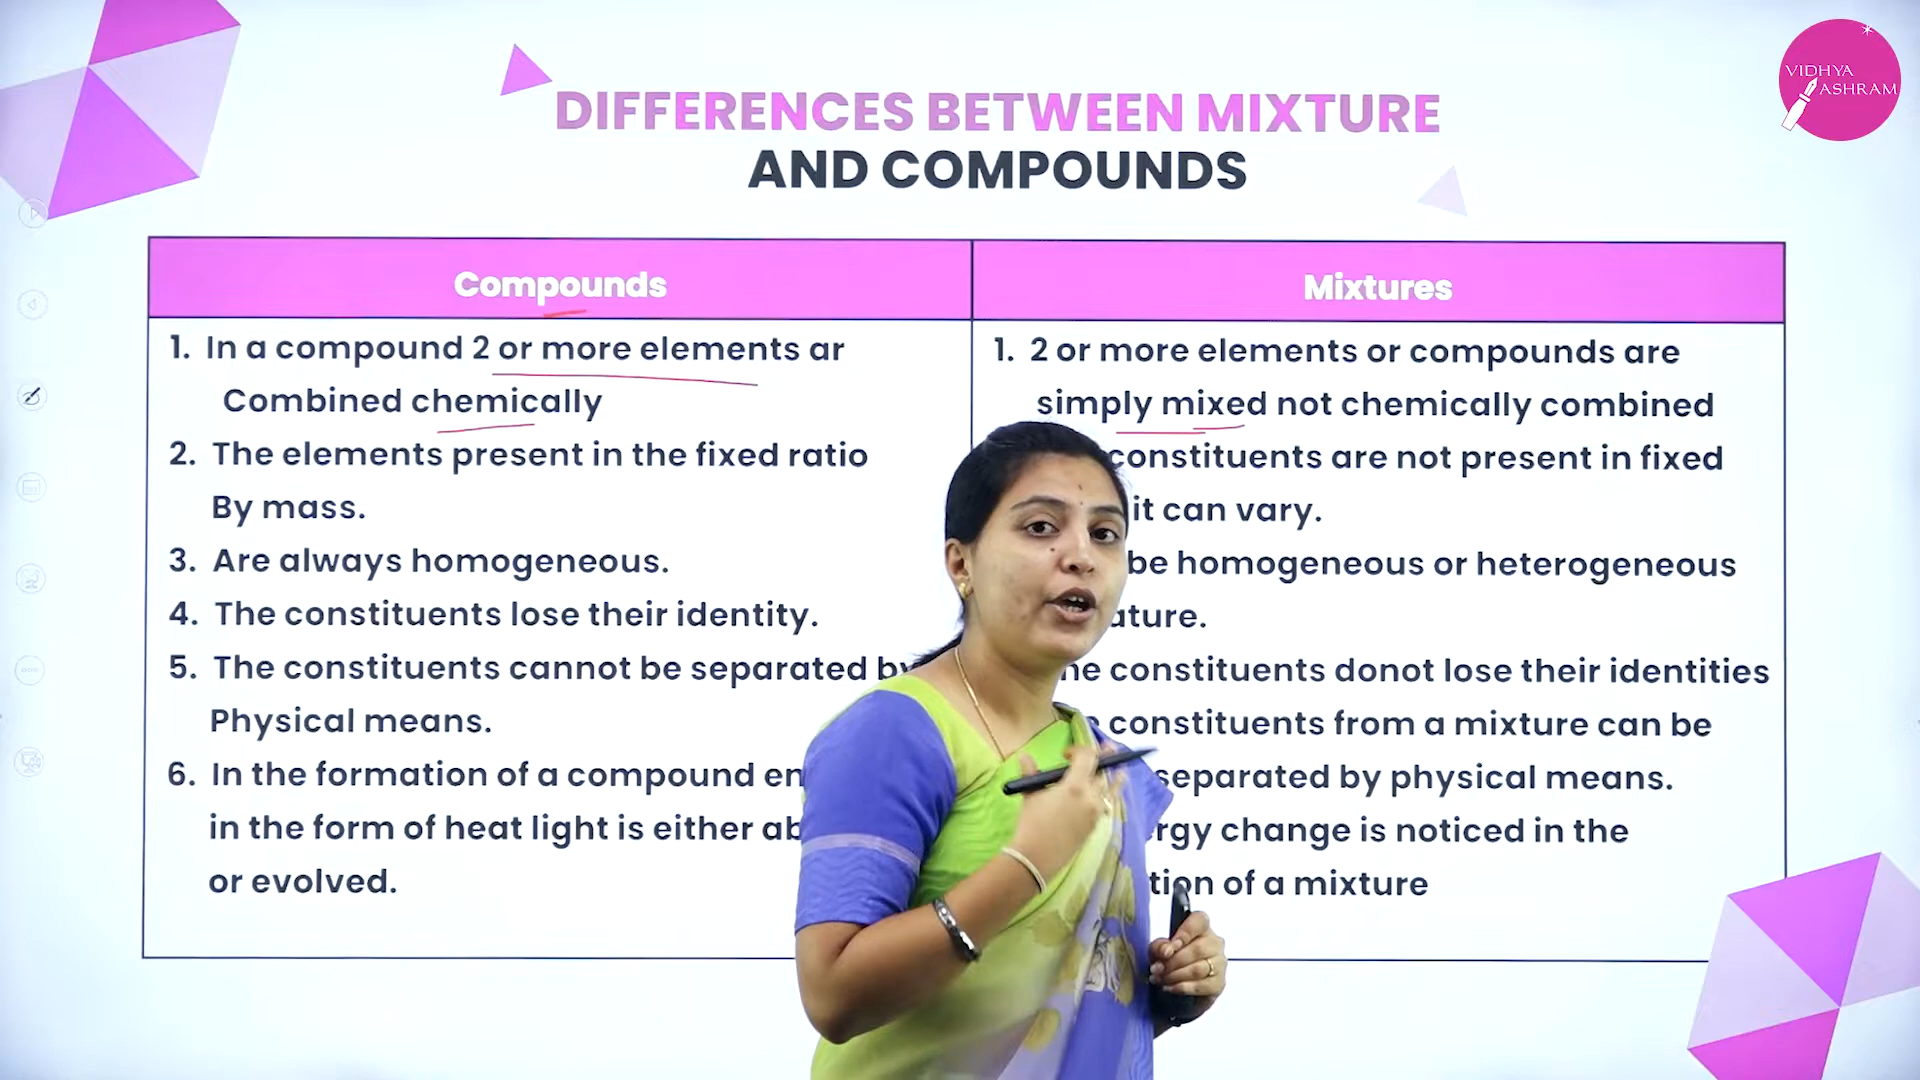 VIDHYA
ASHRAM
DIFFERENCES BETWEEN MIXTURE
AND COMPOUNDS
Compounds
1. In a compound 2 or more elements ar
Combined chemically
2. The elements present in the fixed ratio
By mass.
3. Are always homogeneous.
4. The constituents lose their identity.
5. The constituents cannot be separated by
Physical means.
6. In the formation of a compound en
in the form of heat light is either ab
or evolved.
Mixtures
1. 2 or more elements or compounds are
simply mixed not chemically combined
constituents are not present in fixed
it can vary.
be homogeneous or heterogeneous
ature.
he constituents donot lose their identities
constituents from a mixture can be
separated by physical means.
rgy change is noticed in the
tion of a mixture